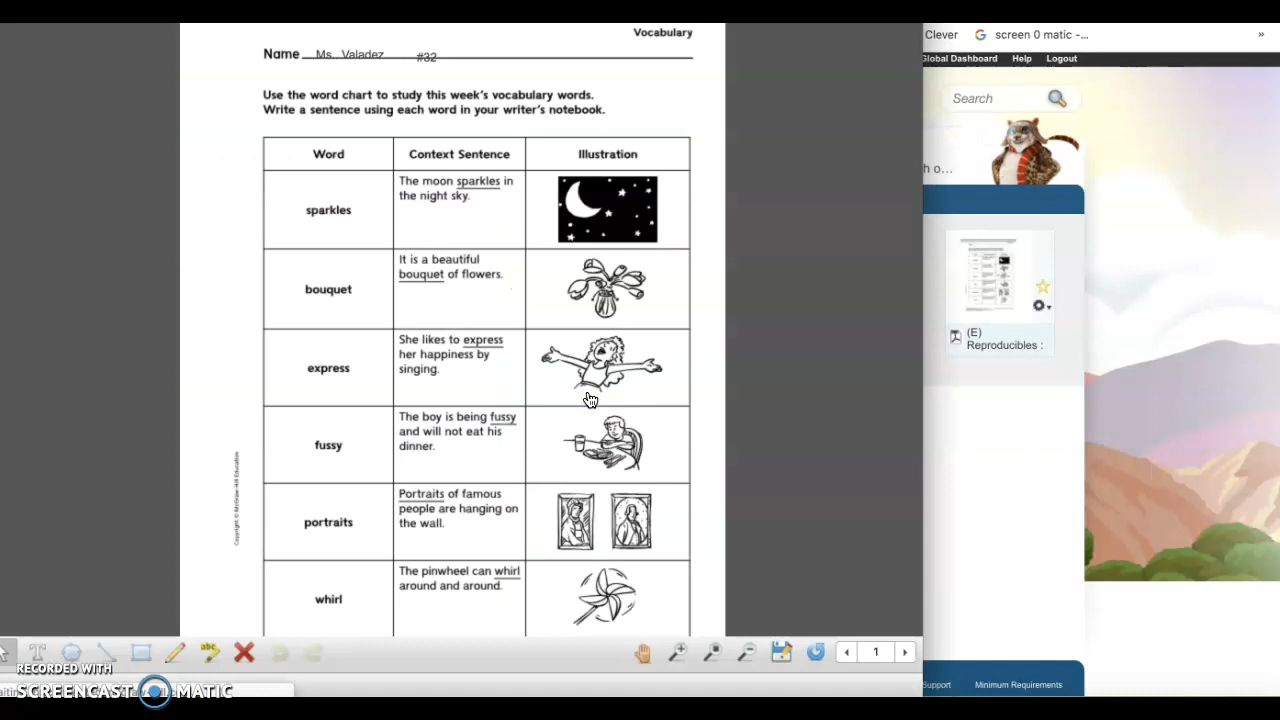 Vocabulary
Name Ms. Valadez #32
Use the word chart to study this week's vocabulary words.
Write a sentence using each word in your writer's notebook.
Word Context Sentence Illustration
sparkles
The moon sparkles in
the night sky.
bouquet
It is a beautiful
bouquet of flowers.
express
She likes to express
her happiness by
singing.
fussy
The boy is being fussy
and will not eat his
dinner.
portraits
Portraits of famous
people are hanging on
the wall.
whirl
The pinwheel can whirl
around and around.
Copyright © McGraw-Hill Education
T
abc
1
RECORDED WITH
SCREENCAST MATIC
Clever G screen 0 matic -... »
Global Dashboard Help Logout
Search
h o...
(E)
Reproducibles :
Support Minimum Requirements